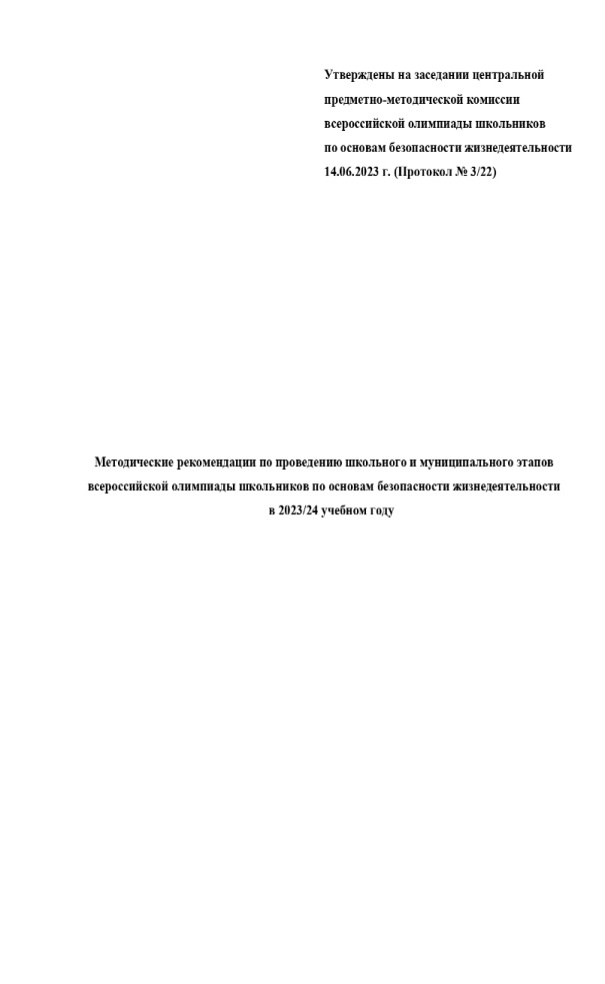 Утверждены на заседании центральной
предметно-методической комиссии
всероссийской олимпиады школьников
по основам безопасности жизнедеятельности
14.06.2023 г. (Протокол № 3/22)
Методические рекомендации по проведению школьного и муниципального этапов
всероссийской олимпиады школьников по основам безопасности жизнедеятельности
в 2023/24 учебном году